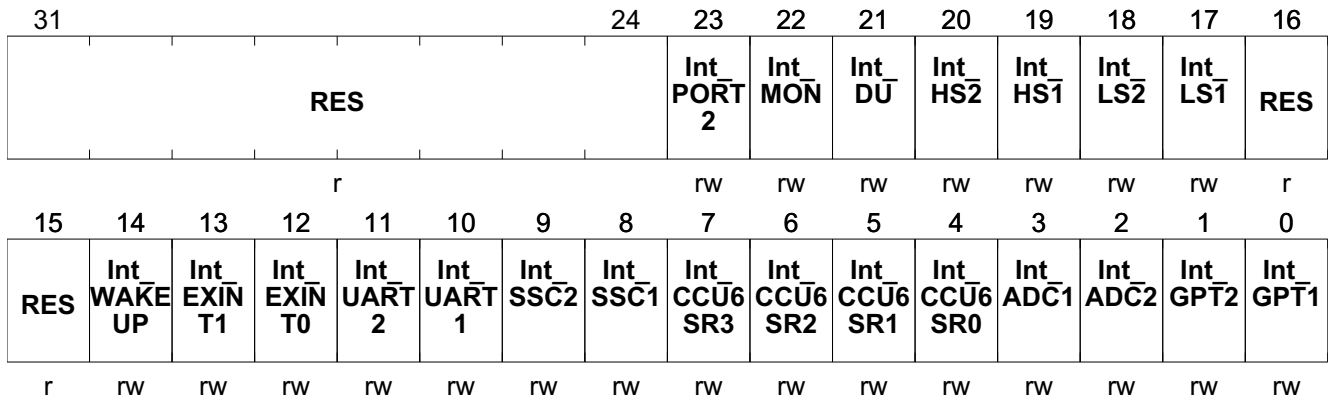 31 24 23 22 21 20 19 18 17 16
RES Int_PORT2 Int_MON Int_DU Int_HS2 Int_HS1 Int_LS2 Int_LS1 RES
r rw rw rw rw rw rw rw r
15 14 13 12 11 10 9 8 7 6 5 4 3 2 1 0
RES Int_WAKEUP Int_EXINT1 Int_EXINT0 Int_UART2 Int_UART1 Int_SSC2 Int_SSC1 Int_CCU6SR3 Int_CCU6SR2 Int_CCU6SR1 Int_CCU6SR0 Int_ADC1 Int_ADC2 Int_GPT2 Int_GPT1
r rw rw rw rw rw rw rw rw rw rw rw rw rw rw rw